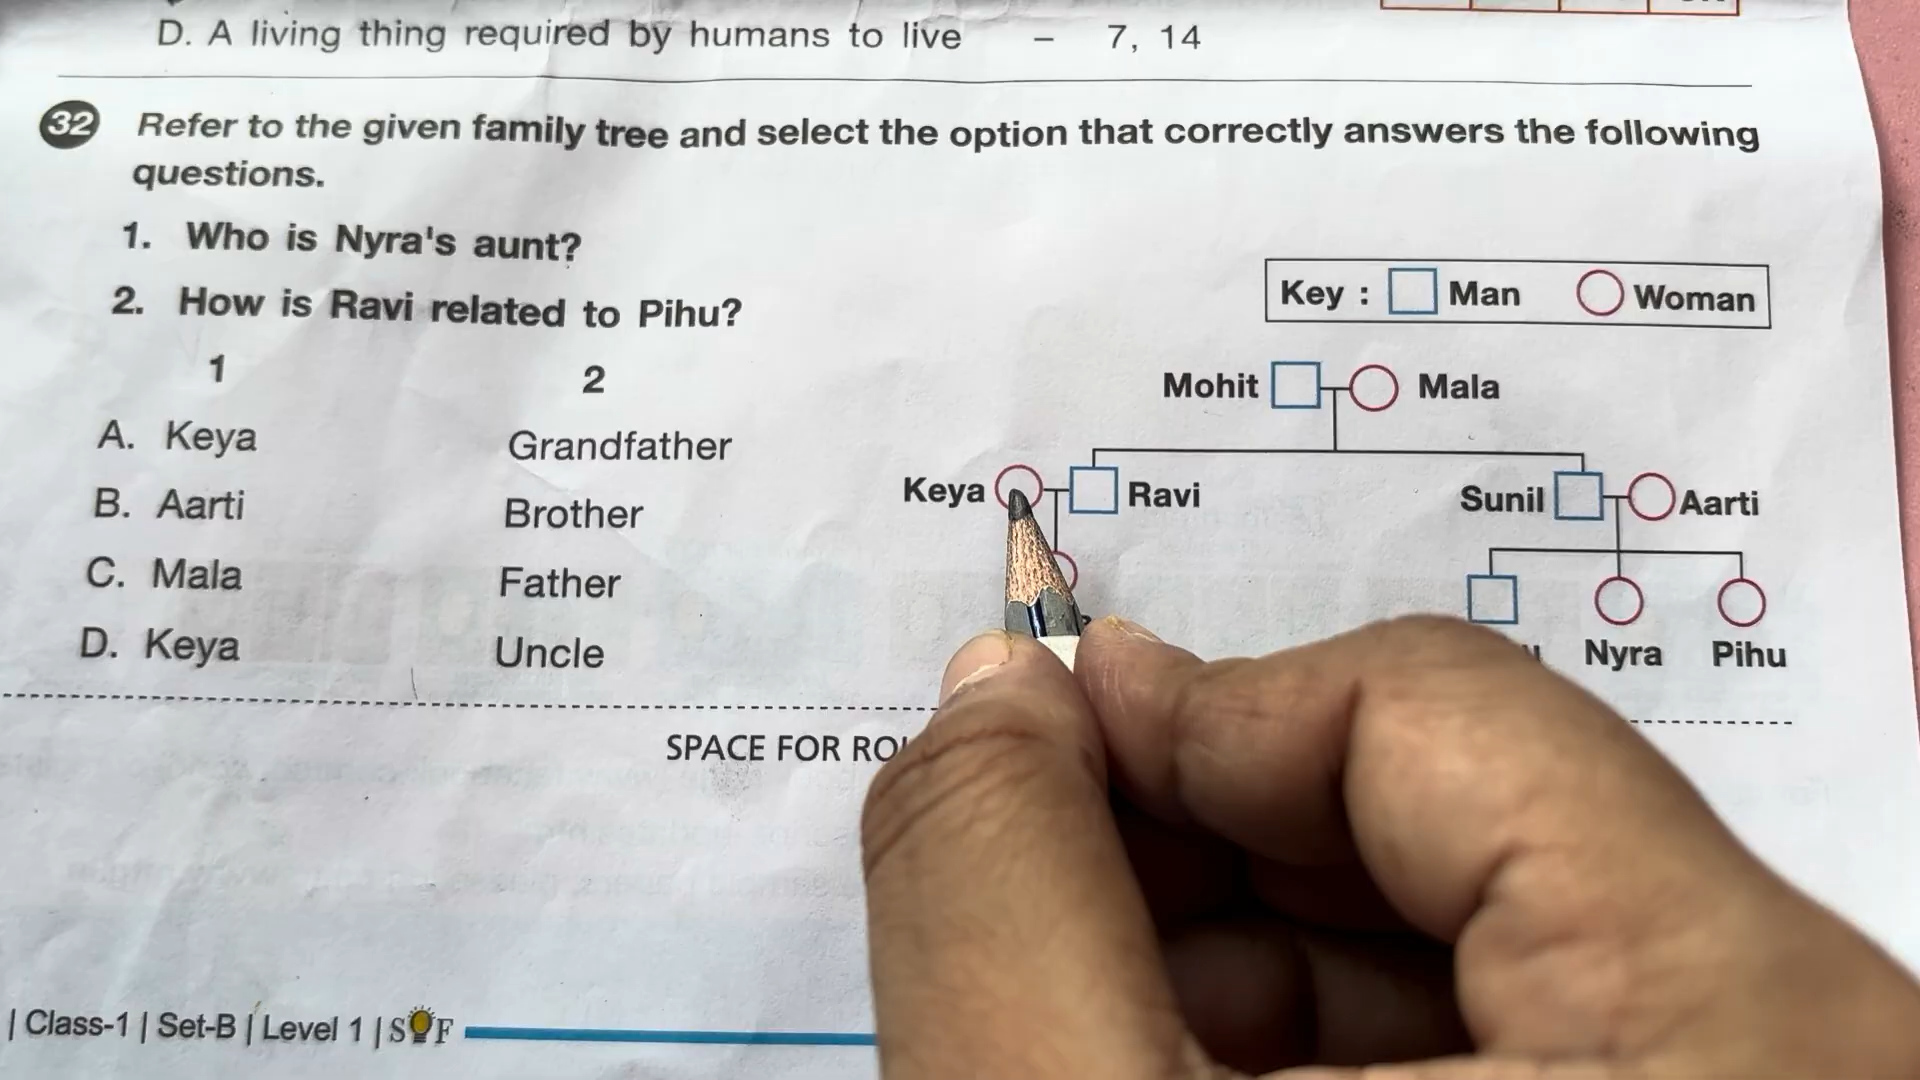 D. A living thing required by humans to live – 7, 14
32 Refer to the given family tree and select the option that correctly answers the following
questions.
1. Who is Nyra's aunt?
2. How is Ravi related to Pihu?
Key : Man Woman
1 2
A. Keya Grandfather
B. Aarti Brother
C. Mala Father
D. Keya Uncle
Mohit Mala
Keya Ravi Sunil Aarti
Nyra Pihu
SPACE FOR
| Class-1 | Set-B | Level 1 | SOF